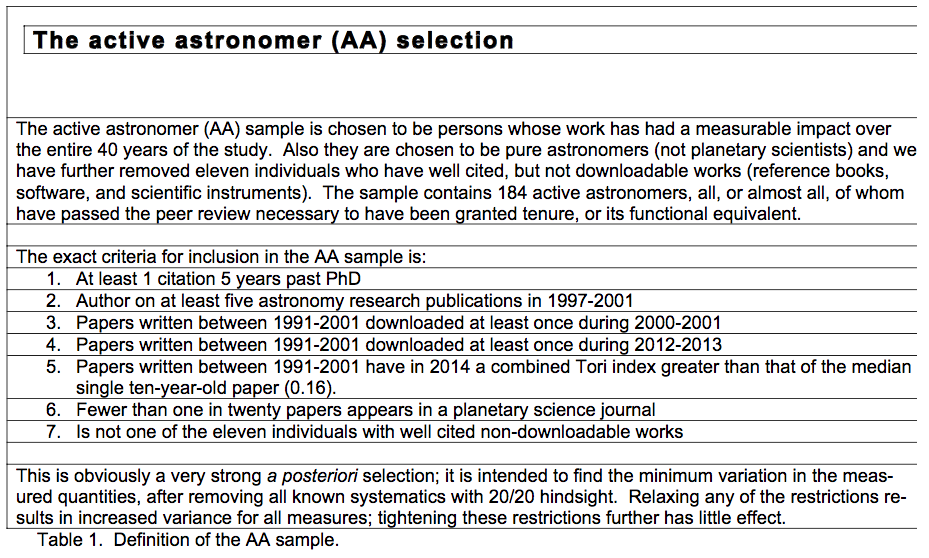 The active astronomer (AA) selection
The active astronomer (AA) sample is chosen to be persons whose work has had a measurable impact over
the entire 40 years of the study.  Also they are chosen to be pure astronomers (not planetary scientists) and we
have further removed eleven individuals who have well cited, but not downloadable works (reference books,
software, and scientific instruments).  The sample contains 184 active astronomers, all, or almost all, of whom
have passed the peer review necessary to have been granted tenure, or its functional equivalent.
The exact criteria for inclusion in the AA sample is:
1. At least 1 citation 5 years past PhD
2. Author on at least five astronomy research publications in 1997-2001
3. Papers written between 1991-2001 downloaded at least once during 2000-2001
4. Papers written between 1991-2001 downloaded at least once during 2012-2013
5. Papers written between 1991-2001 have in 2014 a combined Tori index greater than that of the median
single ten-year-old paper (0.16).
6. Fewer than one in twenty papers appears in a planetary science journal
7. Is not one of the eleven individuals with well cited non-downloadable works
This is obviously a very strong a posteriori selection; it is intended to find the minimum variation in the meas-
ured quantities, after removing all known systematics with 20/20 hindsight.  Relaxing any of the restrictions re-
sults in increased variance for all measures; tightening these restrictions further has little effect.
Table 1.  Definition of the AA sample.